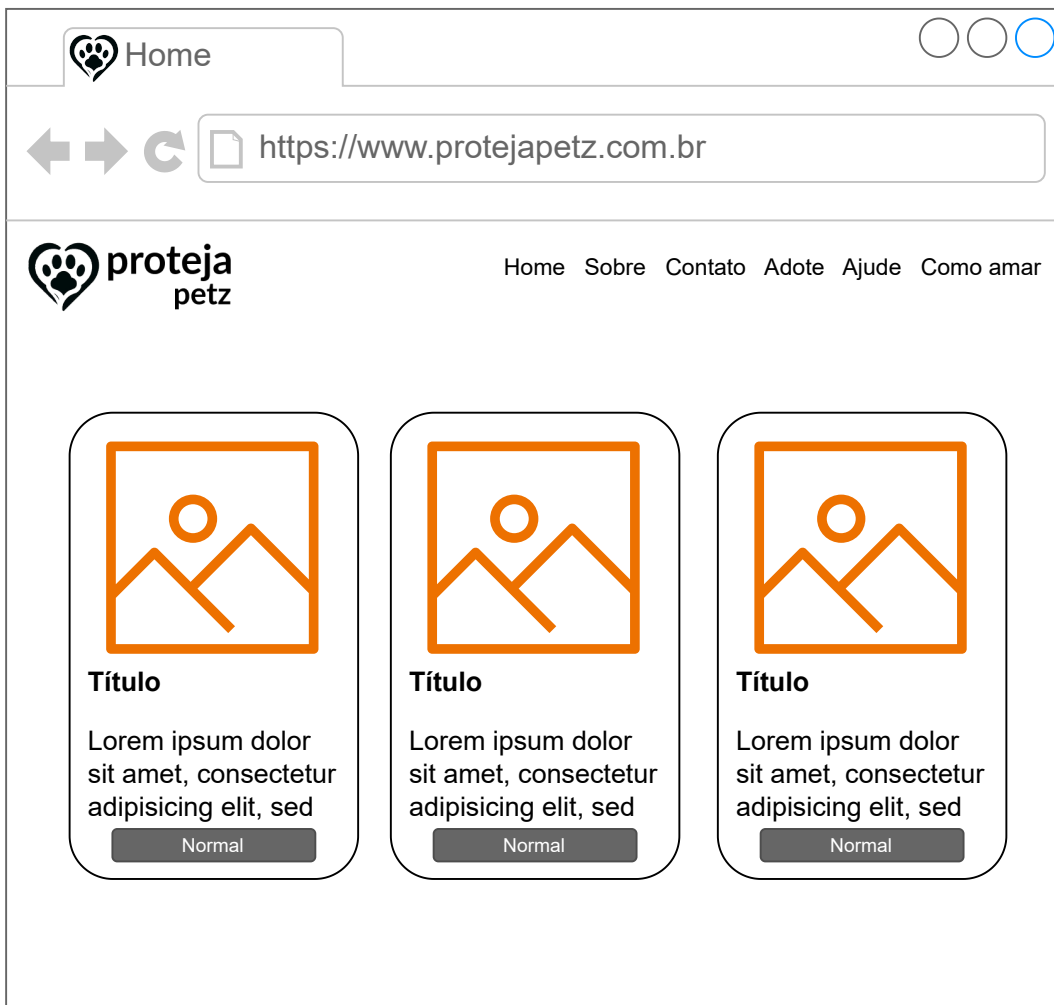 Home
https://www.protejapetz.com.br
proteja
petz
Home Sobre Contato Adote Ajude Como amar
Título
Lorem ipsum dolor
sit amet, consectetur
adipisicing elit, sed
Normal
Título
Lorem ipsum dolor
sit amet, consectetur
adipisicing elit, sed
Normal
Título
Lorem ipsum dolor
sit amet, consectetur
adipisicing elit, sed
Normal